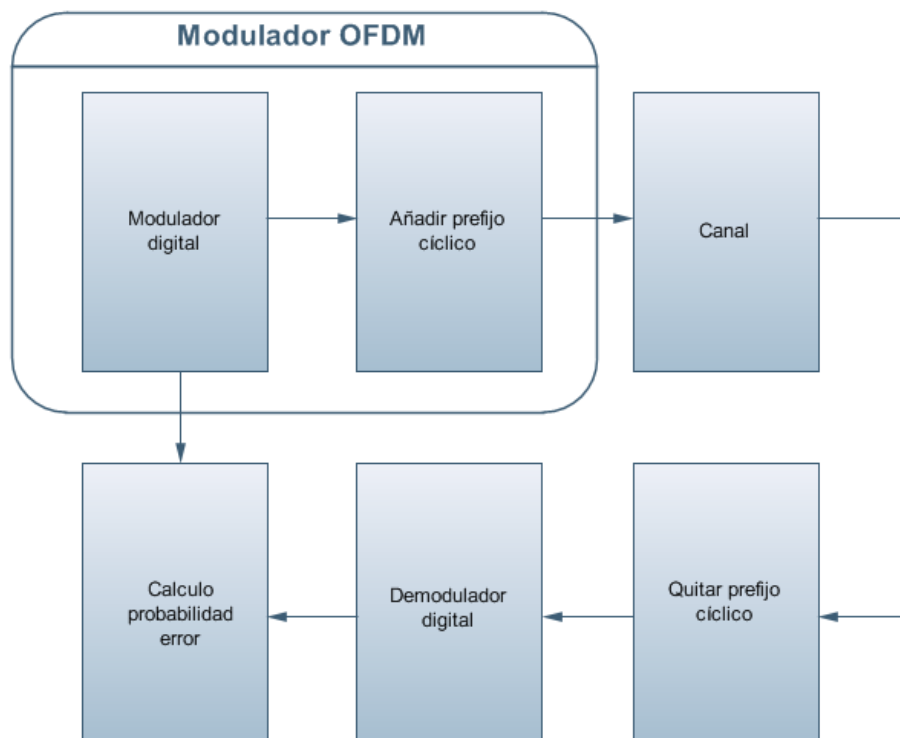 Modulador OFDM
Modulador
digital
Añadir prefijo
cíclico
Canal
Calculo
probabilidad
error
Demodulador
digital
Quitar prefijo
cíclico